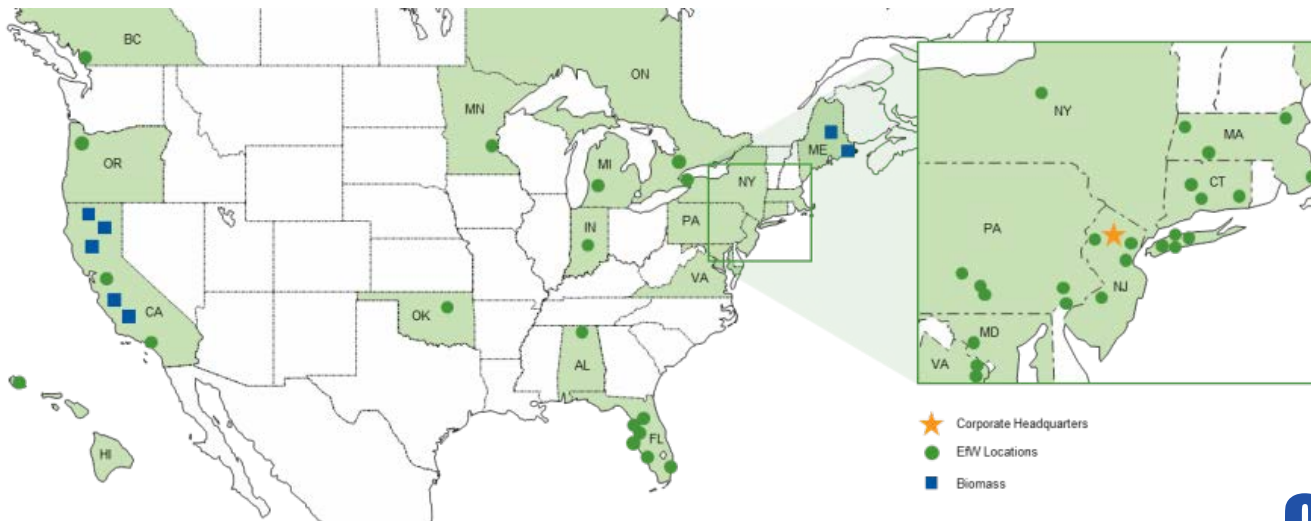 BC
ON
MN
OR
MI
ME
NY
PA
IN
VA
CA
OK
AL
FL
HI
NY
MA
CT
PA
NJ
MD
VA
Corporate Headquarters
EfW Locations
Biomass